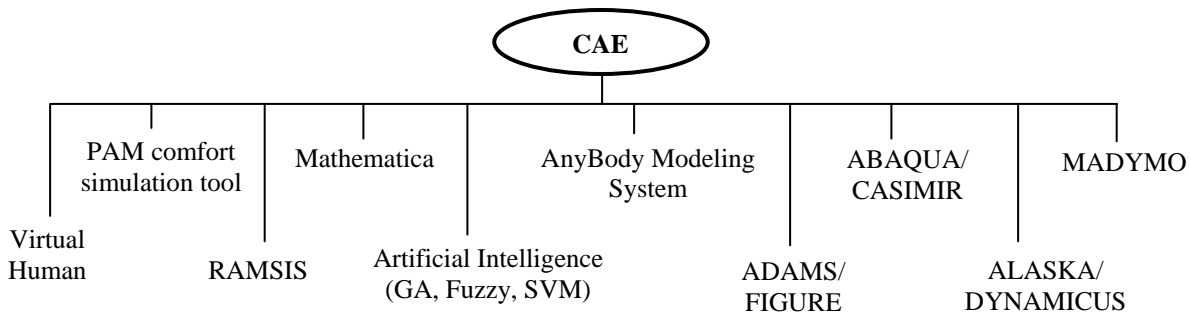 CAE
PAM comfort
simulation tool
Mathematica
AnyBody Modeling
System
ABAQUA/
CASIMIR
MADYMO
Virtual
Human
RAMSIS
Artificial Intelligence
(GA, Fuzzy, SVM)
ADAMS/
FIGURE
ALASKA/
DYNAMICUS